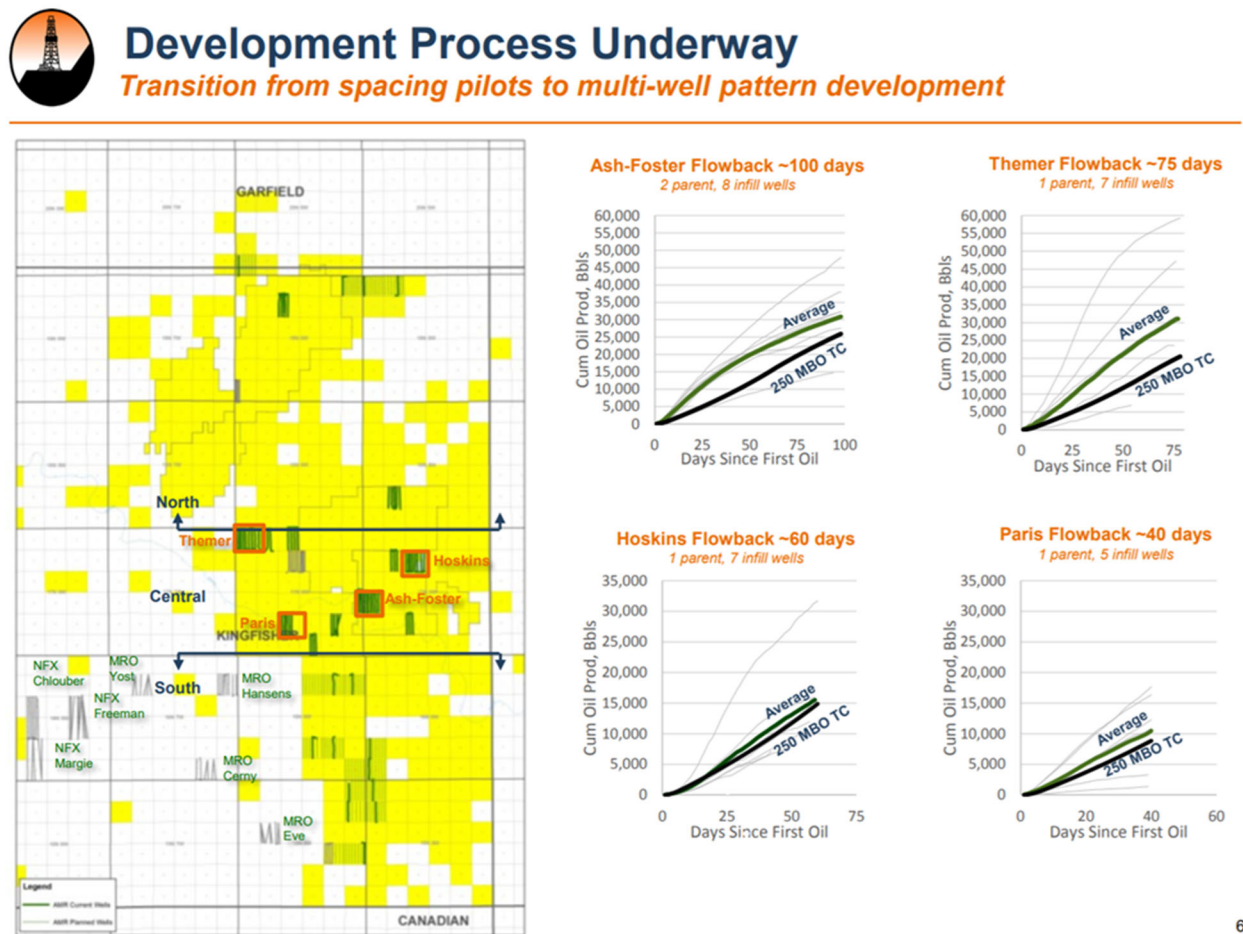 Development Process Underway
Transition from spacing pilots to multi-well pattern development
GARFIELD
North
Themer
Hoskins
Central
Ash-Foster
Paris
KINGFISHER
NFX
Chlouber
MRO
Yost
South
MRO
Hansens
NFX
Freeman
NFX
Margie
MRO
Cerny
MRO
Eve
Legend
AMR Current Wells
AMR Planned Wells
CANADIAN
Ash-Foster Flowback ~100 days
2 parent, 8 infill wells
Cum Oil Prod, Bbls
60,000
55,000
50,000
45,000
40,000
35,000
30,000
25,000
20,000
15,000
10,000
5,000
0
Average
250 MBO TC
0 25 50 75 100
Days Since First Oil
Themer Flowback ~75 days
1 parent, 7 infill wells
Cum Oil Prod, Bbls
60,000
55,000
50,000
45,000
40,000
35,000
30,000
25,000
20,000
15,000
10,000
5,000
0
Average
250 MBO TC
0 25 50 75
Days Since First Oil
Hoskins Flowback ~60 days
1 parent, 7 infill wells
Cum Oil Prod, Bbls
35,000
30,000
25,000
20,000
15,000
10,000
5,000
0
Average
250 MBO TC
0 25 50 75
Days Since First Oil
Paris Flowback ~40 days
1 parent, 5 infill wells
Cum Oil Prod, Bbls
35,000
30,000
25,000
20,000
15,000
10,000
5,000
0
Average
250 MBO TC
0 20 40 60
Days Since First Oil
6